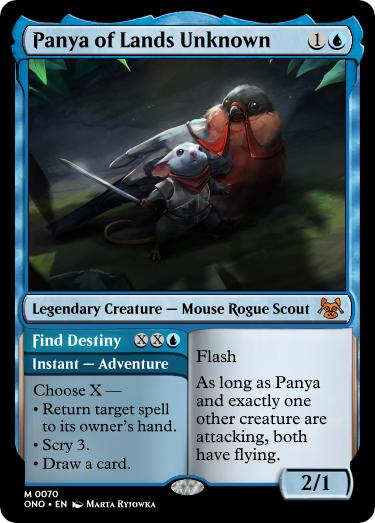 Panya of Lands Unknown 1
Legendary Creature — Mouse Rogue Scout
Find Destiny X X
Instant — Adventure
Choose X —
• Return target spell
to its owner's hand.
• Scry 3.
• Draw a card.
Flash
As long as Panya
and exactly one
other creature are
attacking, both
have flying.
2/1
M 0070
ONO • EN Marta Ryfowka